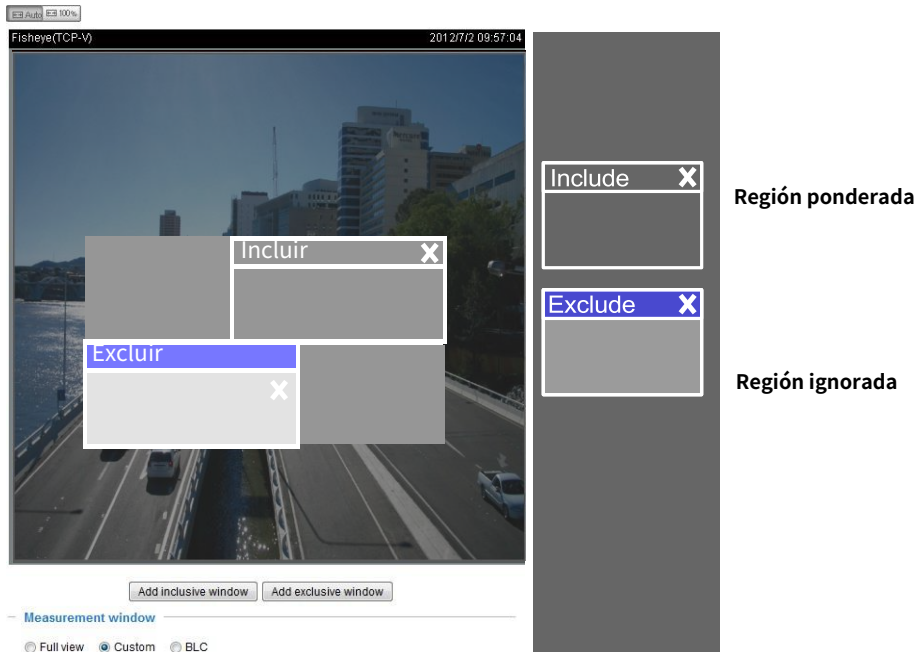 Auto 100%
Fisheye(TCP-V) 2012/7/2 09:57:04
Include
Región ponderada
Incluir
Exclude
Excluir
Región ignorada
Add inclusive window Add exclusive window
Measurement window
Full view Custom BLC